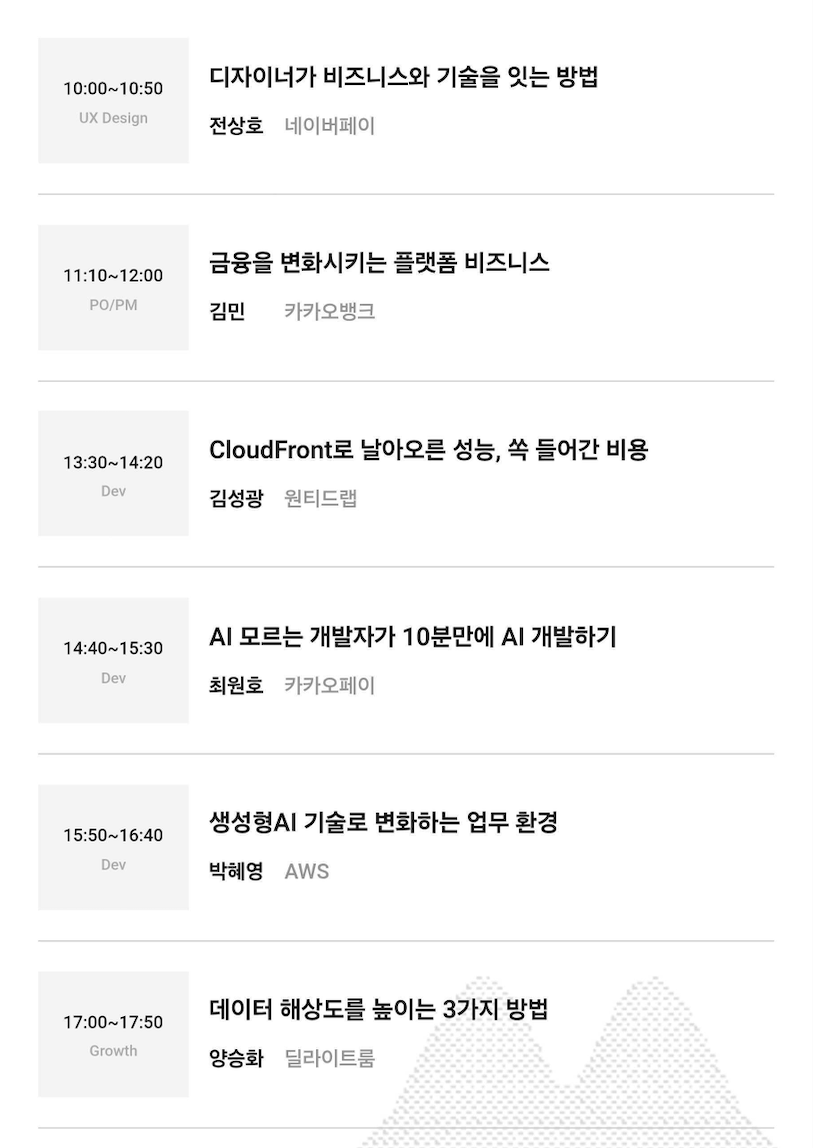 10:00~10:50
UX Design
디자이너가 비즈니스와 기술을 잇는 방법
전상호 네이버페이
11:10~12:00
PO/PM
금융을 변화시키는 플랫폼 비즈니스
김민 카카오뱅크
13:30~14:20
Dev
CloudFront로 날아오른 성능, 쏙 들어간 비용
김성광 원티드랩
14:40~15:30
Dev
AI 모르는 개발자가 10분만에 AI 개발하기
최원호 카카오페이
15:50~16:40
Dev
생성형AI 기술로 변화하는 업무 환경
박혜영 AWS
17:00~17:50
Growth
데이터 해상도를 높이는 3가지 방법
양승화 딜라이트룸